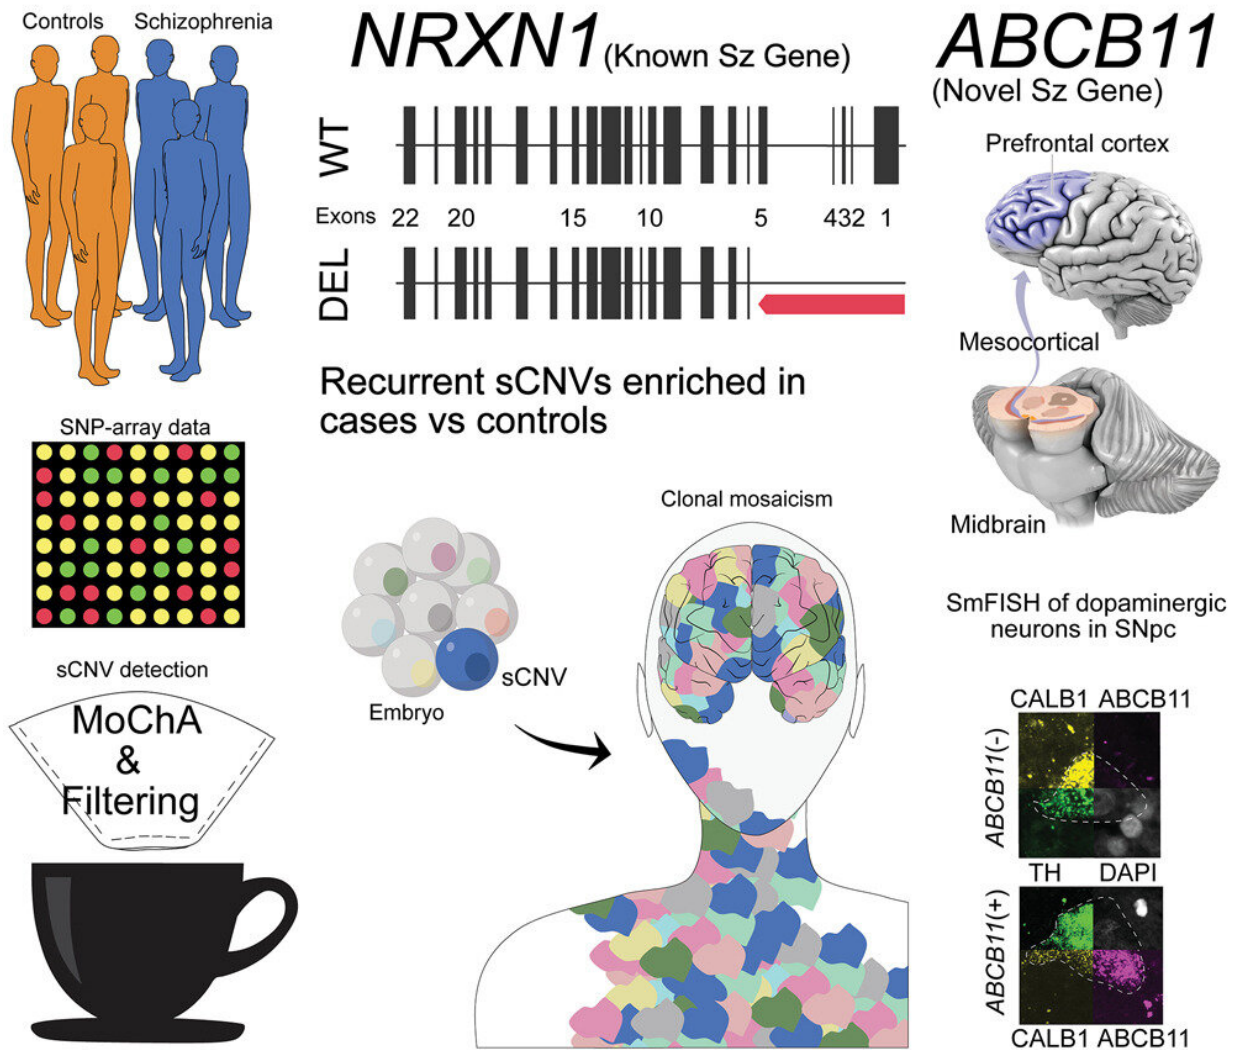 Controls
Schizophrenia
SNP-array data
sCNV detection
MoChA
&
Filtering
NRXN1 (Known Sz Gene)
WT
Exons 22 20 15 10 5 432 1
DEL
Recurrent sCNVs enriched in
cases vs controls
Clonal mosaicism
sCNV
Embryo
ABCB11
(Novel Sz Gene)
Prefrontal cortex
Mesocortical
Midbrain
SmFISH of dopaminergic
neurons in SNpc
CALB1 ABCB11
ABCB11(-)
TH DAPI
ABCB11(+)
CALB1 ABCB11